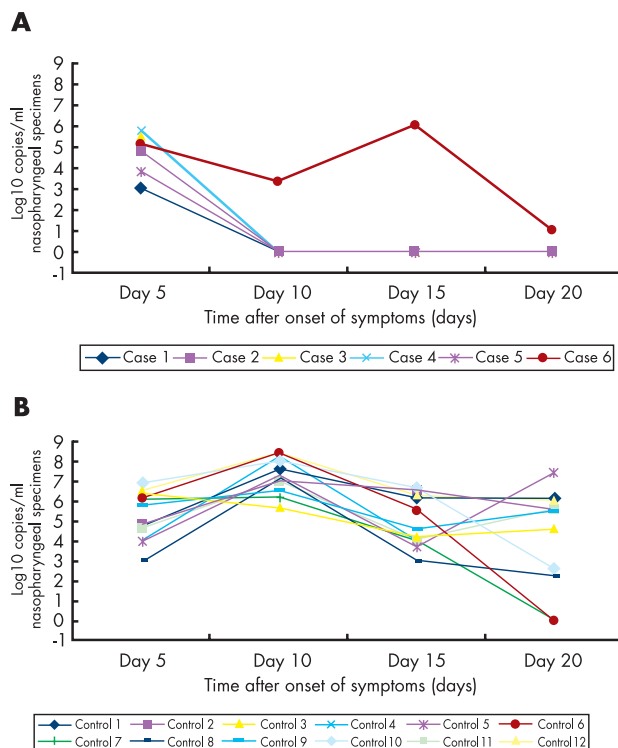 A
Log10 copies/ml
nasopharyngeal specimens
9
8
7
6
5
4
3
2
1
0
-1
Day 5 Day 10 Day 15 Day 20
Time after onset of symptoms (days)
Case 1 Case 2 Case 3 Case 4 Case 5 Case 6
B
Log10 copies/ml
nasopharyngeal specimens
9
8
7
6
5
4
3
2
1
0
-1
Day 5 Day 10 Day 15 Day 20
Time after onset of symptoms (days)
Control 1 Control 2 Control 3 Control 4 Control 5 Control 6
Control 7 Control 8 Control 9 Control 10 Control 11 Control 12